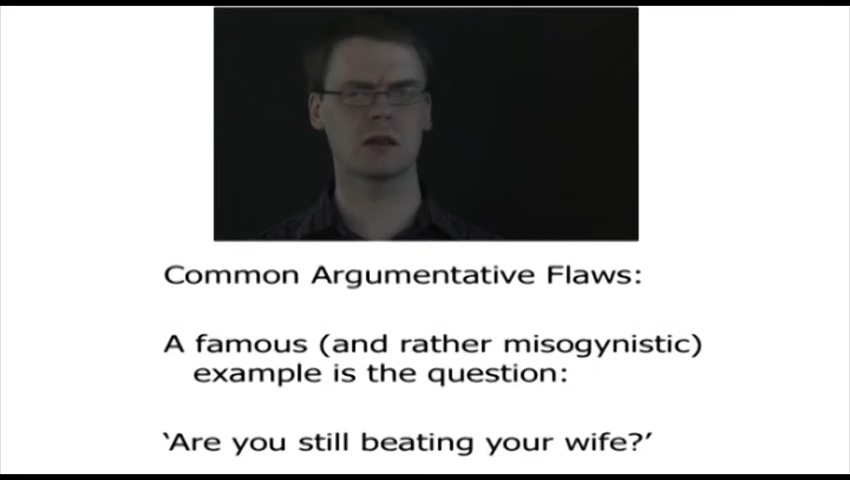 Common Argumentative Flaws:
A famous (and rather misogynistic)
example is the question:
‘Are you still beating your wife?’